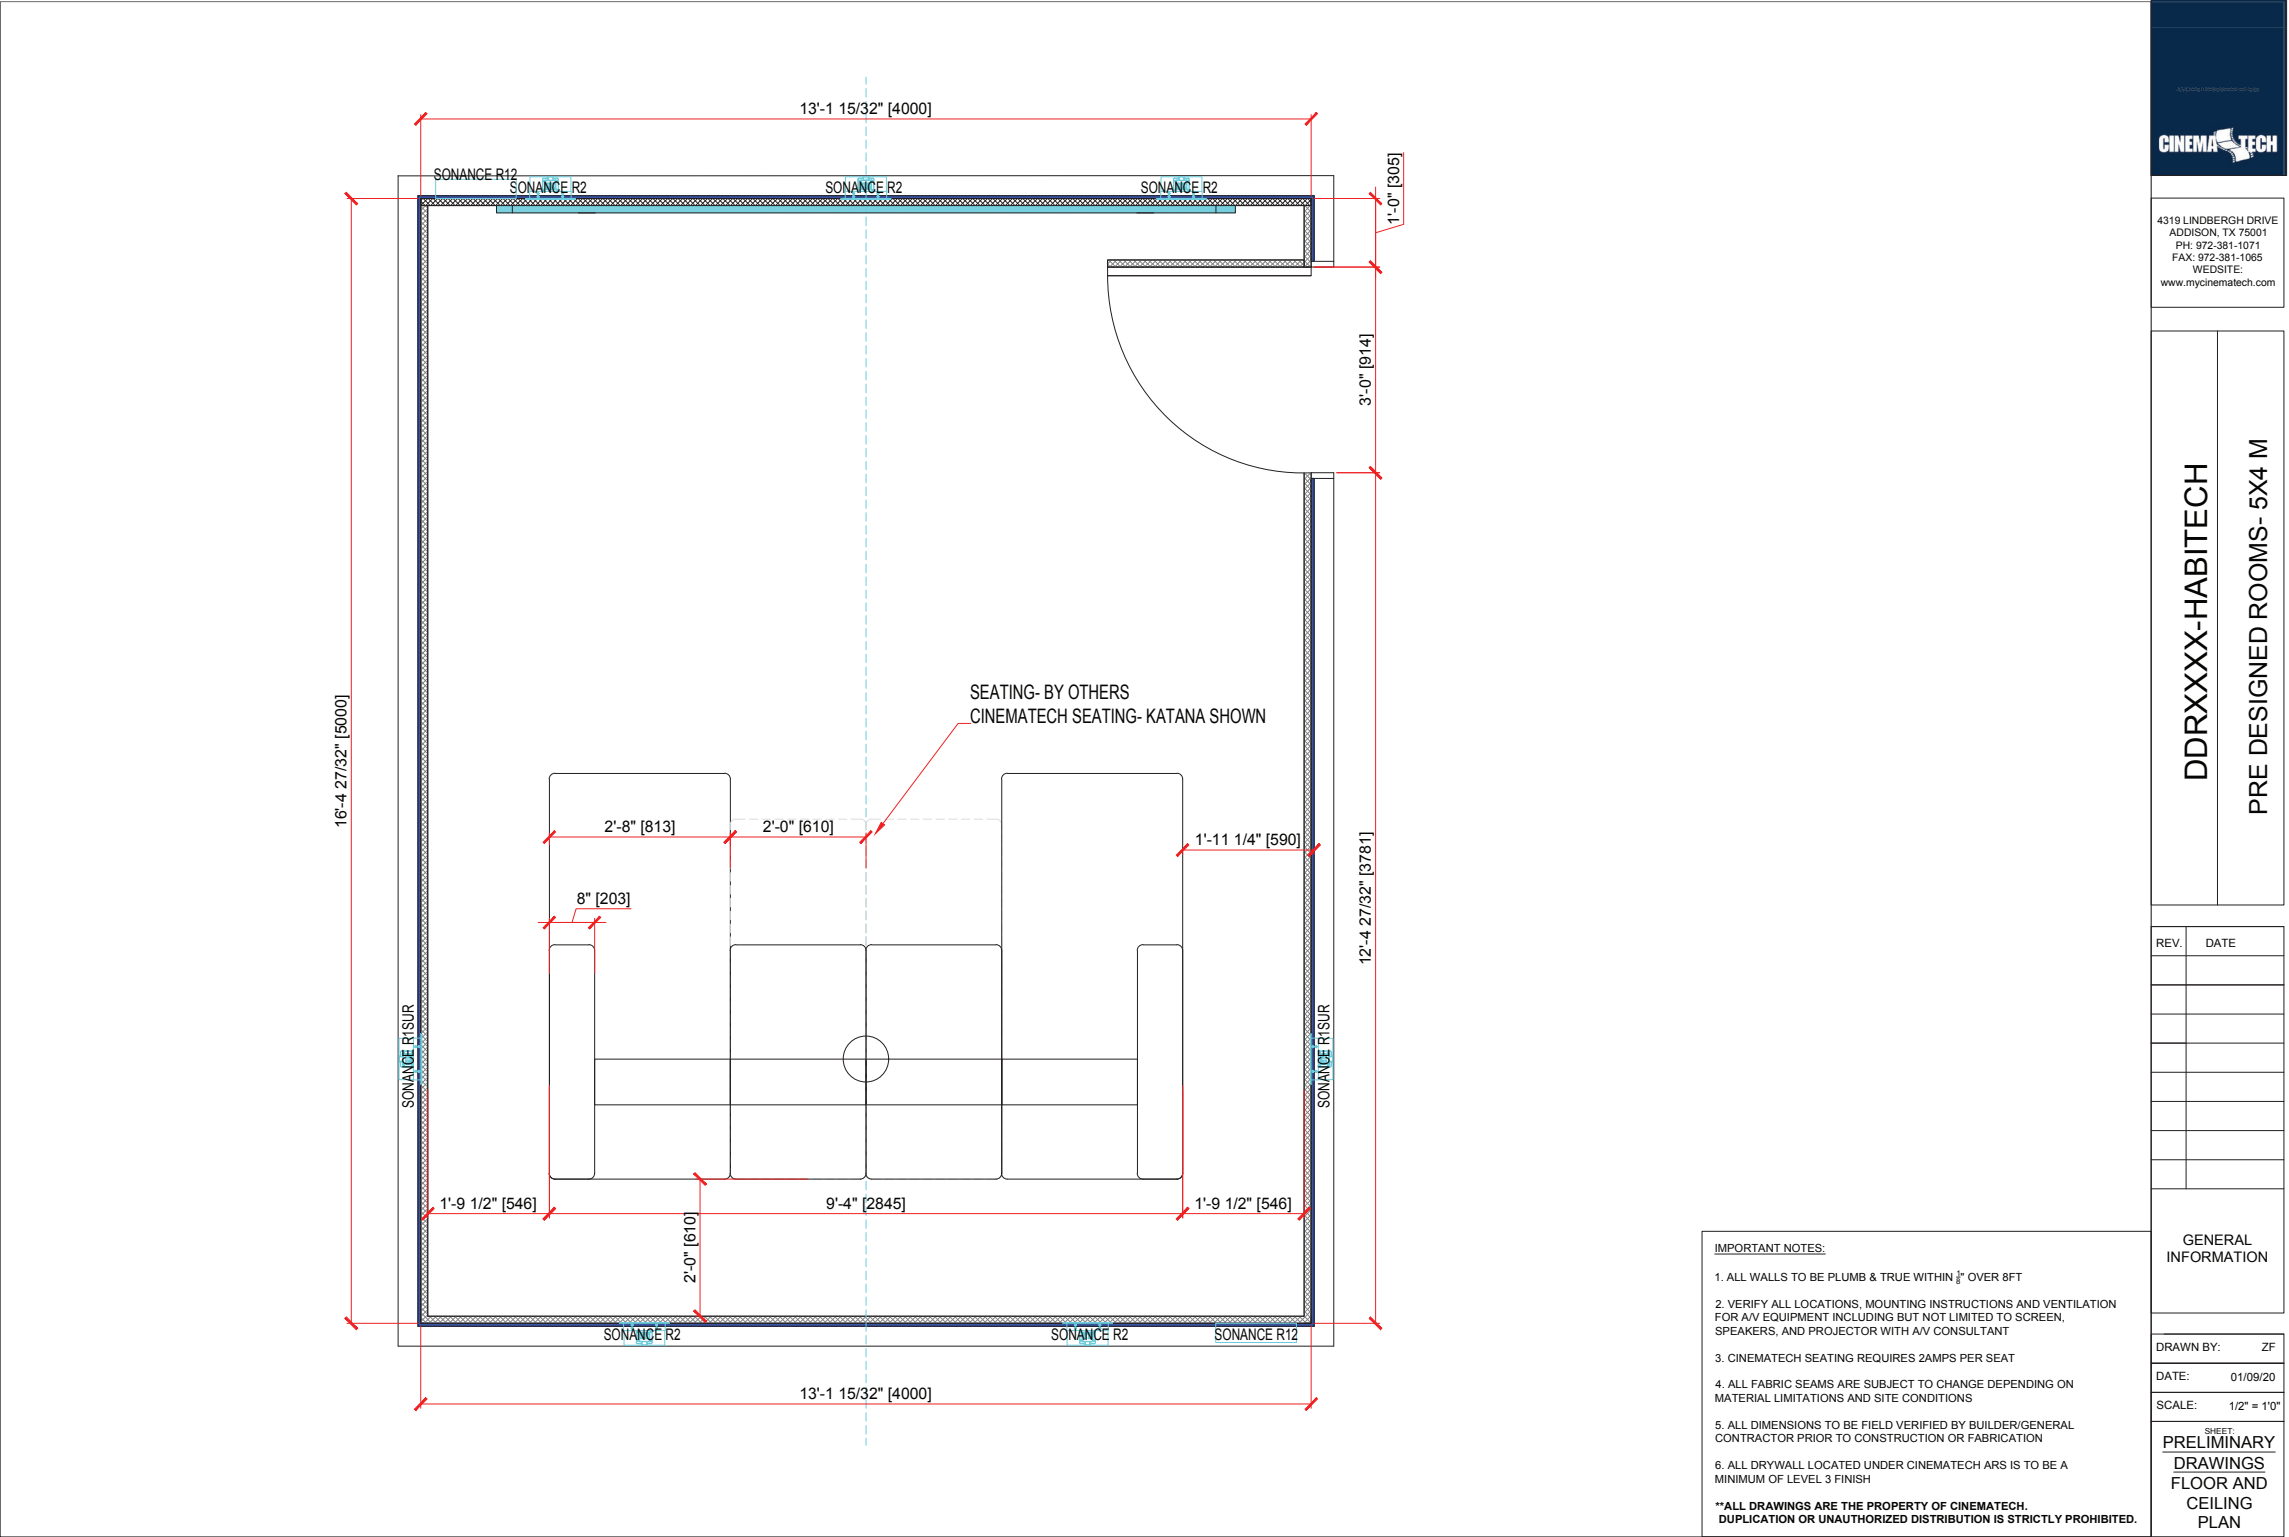 13'-1 15/32" [4000]
SONANCE R12
SONANCE R2
SONANCE R2
SONANCE R2
1'-0" [305]
3'-0" [914]
16'-4 27/32" [5000]
SEATING- BY OTHERS
CINEMATECH SEATING- KATANA SHOWN
2'-8" [813]
2'-0" [610]
1'-11 1/4" [590]
12'-4 27/32" [3781]
8" [203]
SONANCE R1SUR
SONANCE R1SUR
1'-9 1/2" [546]
9'-4" [2845]
1'-9 1/2" [546]
2'-0" [610]
SONANCE R2
SONANCE R2
SONANCE R12
13'-1 15/32" [4000]
IMPORTANT NOTES:
1. ALL WALLS TO BE PLUMB & TRUE WITHIN ⅛" OVER 8FT
2. VERIFY ALL LOCATIONS, MOUNTING INSTRUCTIONS AND VENTILATION
FOR A/V EQUIPMENT INCLUDING BUT NOT LIMITED TO SCREEN,
SPEAKERS, AND PROJECTOR WITH A/V CONSULTANT
3. CINEMATECH SEATING REQUIRES 2AMPS PER SEAT
4. ALL FABRIC SEAMS ARE SUBJECT TO CHANGE DEPENDING ON
MATERIAL LIMITATIONS AND SITE CONDITIONS
5. ALL DIMENSIONS TO BE FIELD VERIFIED BY BUILDER/GENERAL
CONTRACTOR PRIOR TO CONSTRUCTION OR FABRICATION
6. ALL DRYWALL LOCATED UNDER CINEMATECH ARS IS TO BE A
MINIMUM OF LEVEL 3 FINISH
**ALL DRAWINGS ARE THE PROPERTY OF CINEMATECH.
DUPLICATION OR UNAUTHORIZED DISTRIBUTION IS STRICTLY PROHIBITED.
CINEMATECH
4319 LINDBERGH DRIVE
ADDISON, TX 75001
PH: 972-381-1071
FAX: 972-381-1065
WEDSITE:
www.mycinematech.com
DDRXXXX-HABITECH
PRE DESIGNED ROOMS- 5X4 M
REV. DATE
GENERAL
INFORMATION
DRAWN BY: ZF
DATE: 01/09/20
SCALE: 1/2" = 1'0"
SHEET:
PRELIMINARY
DRAWINGS
FLOOR AND
CEILING
PLAN